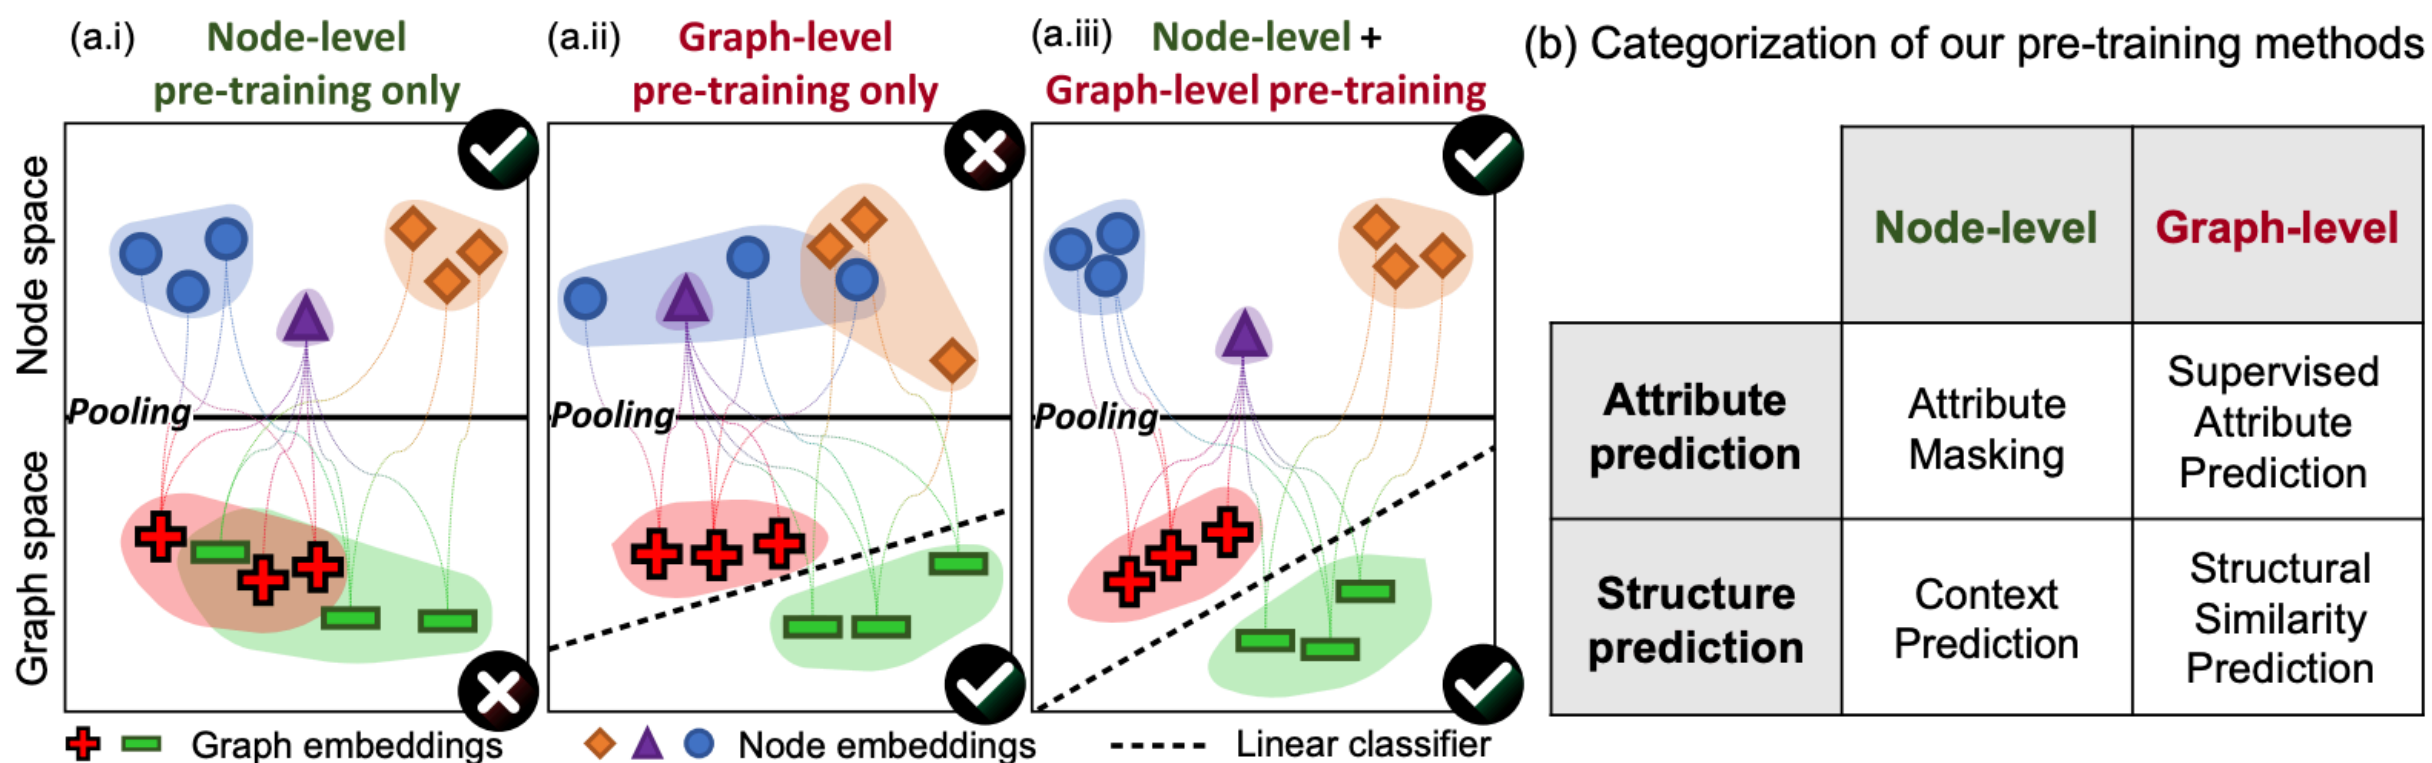 (a.i) Node-level
pre-training only
(a.ii) Graph-level
pre-training only
(a.iii) Node-level +
Graph-level pre-training
Node space
Graph space
Pooling
Pooling
Pooling
Graph embeddings
Node embeddings
Linear classifier
(b) Categorization of our pre-training methods
Node-level
Graph-level
Attribute
prediction
Attribute
Masking
Supervised
Attribute
Prediction
Structure
prediction
Context
Prediction
Structural
Similarity
Prediction